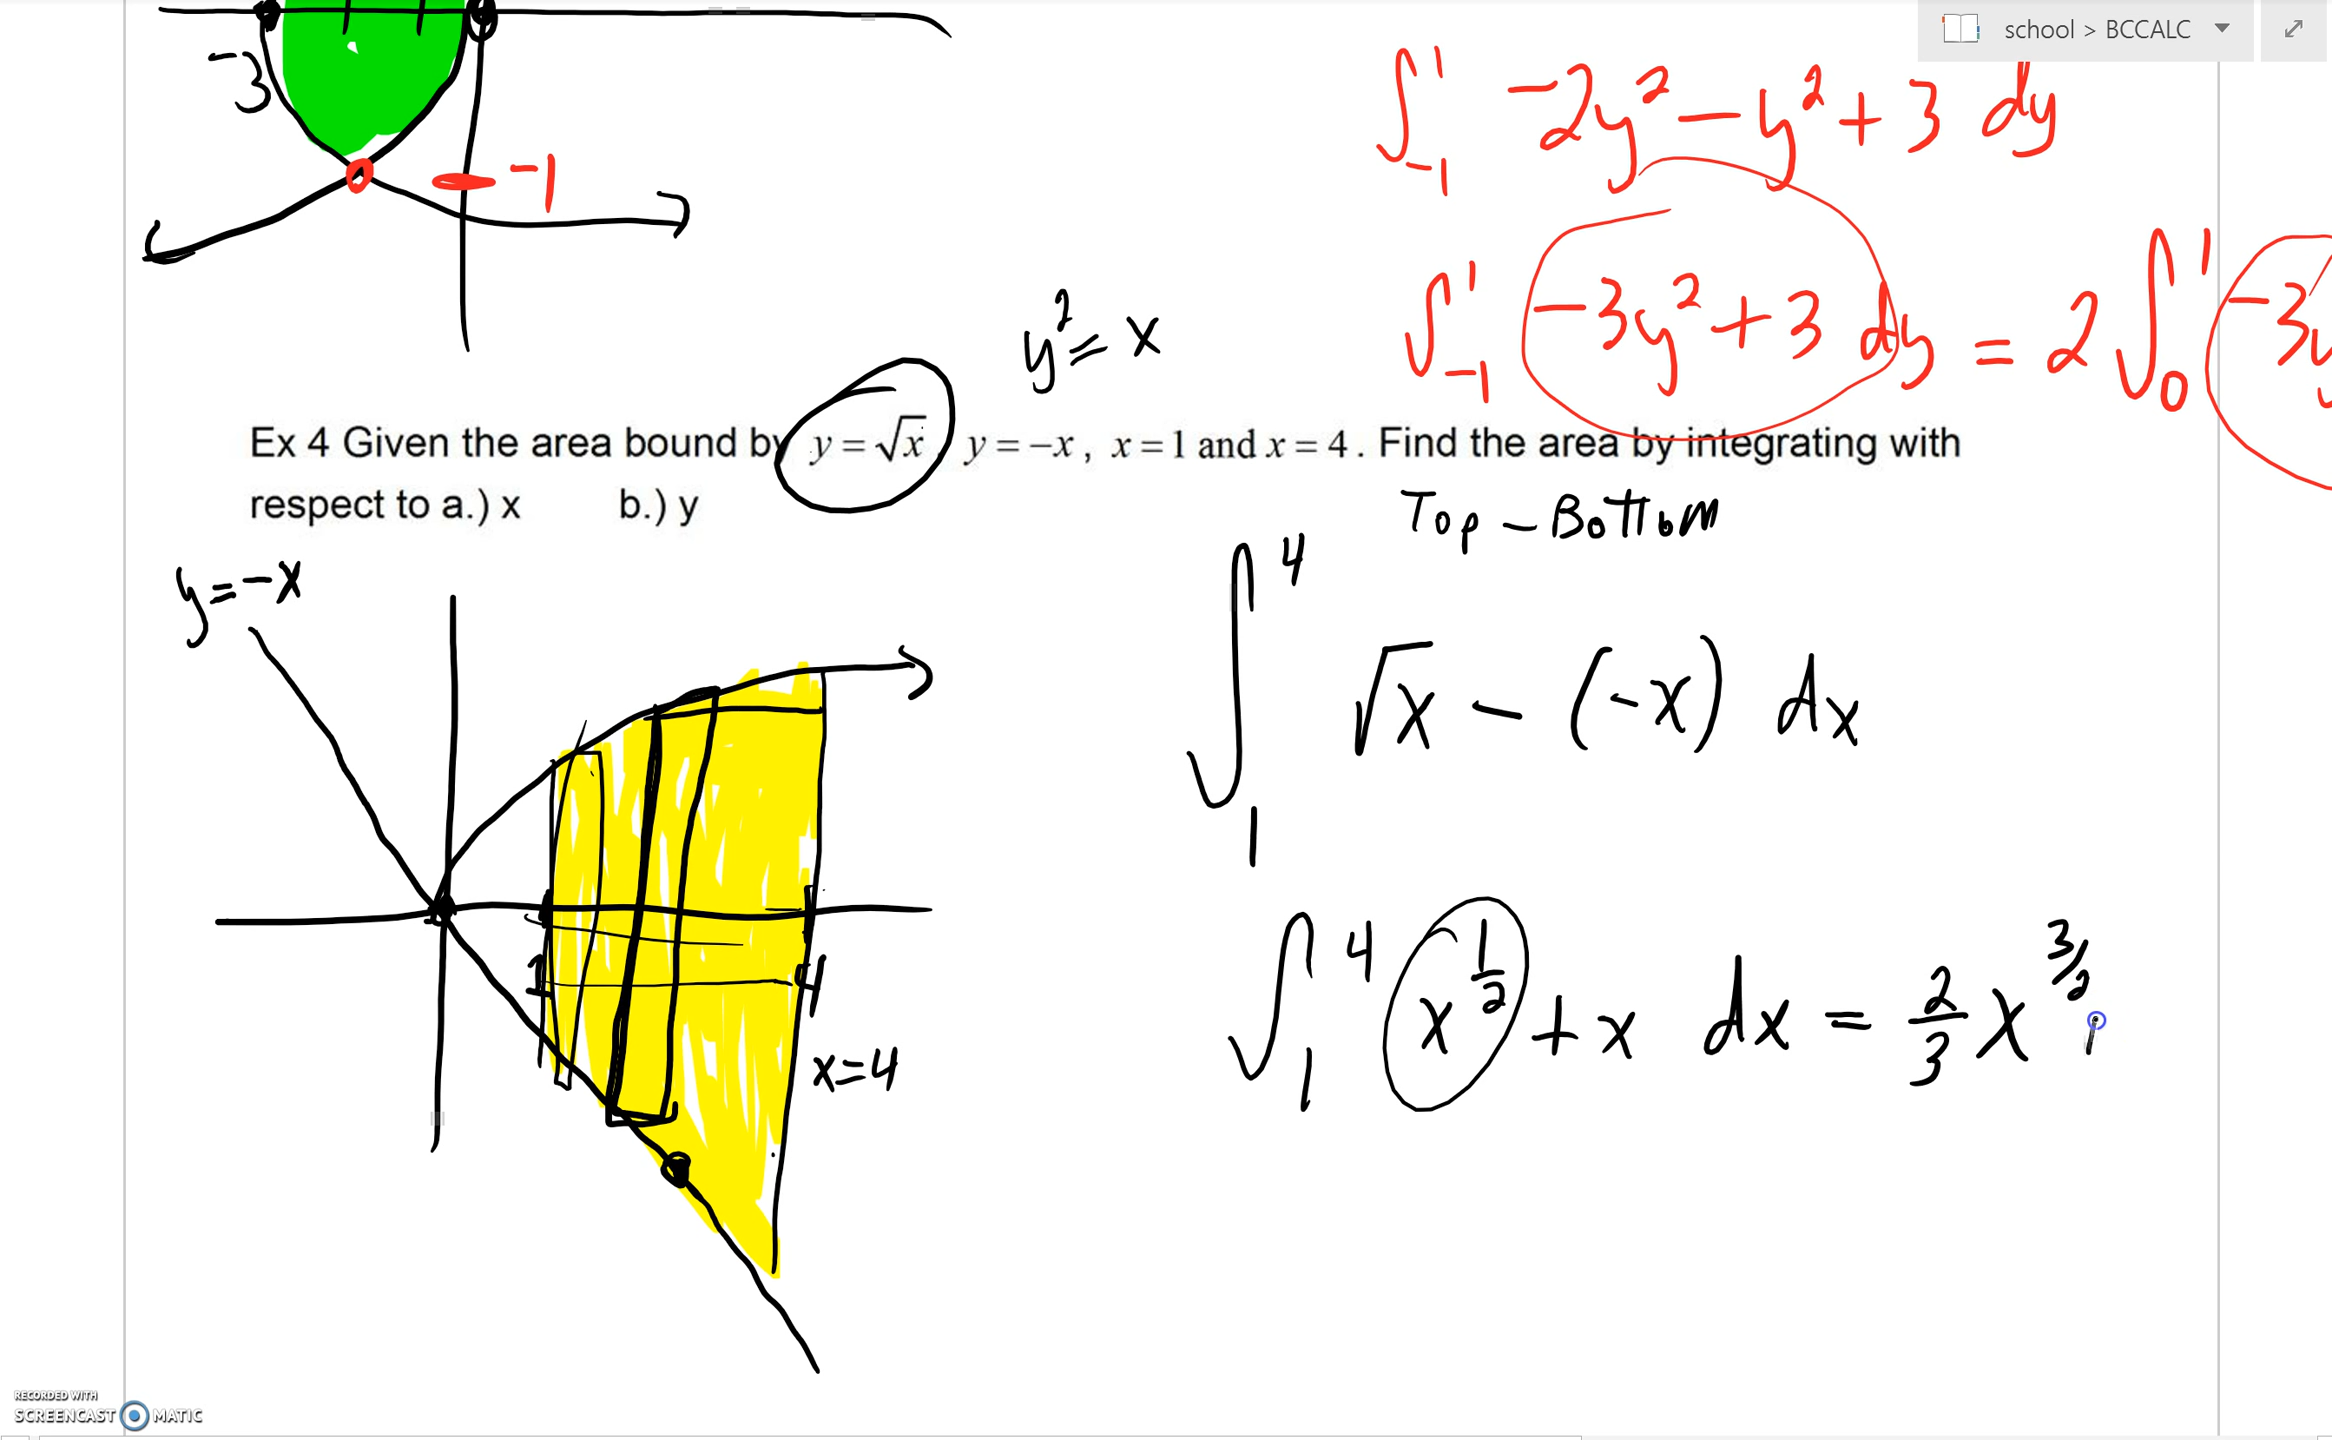 school > BCCALC
-3
-1
∫₋₁¹ -2y² - y² + 3 dy
∫₋₁¹ -3y² + 3 dy = 2 ∫₀¹ -3y
y² = x
Ex 4 Given the area bound by y = √x, y = -x, x = 1 and x = 4. Find the area by integrating with
respect to a.) x b.) y
Top - Bottom
y = -x
∫₁⁴ √x - (-x) dx
1 4
x = 4
∫₁⁴ x^(1/2) + x dx = 2/3 x^(3/2)
RECORDED WITH
SCREENCAST MATIC